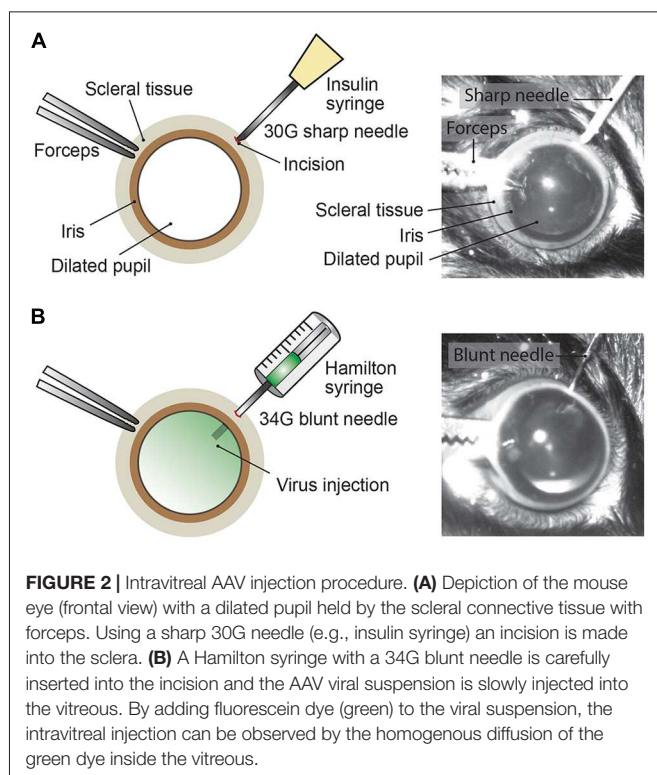 A
Scleral tissue
Insulin
syringe
30G sharp needle
Forceps
Incision
Iris
Dilated pupil
Sharp needle
Forceps
Scleral tissue
Iris
Dilated pupil
B
Hamilton
syringe
34G blunt needle
Virus injection
Blunt needle
FIGURE 2 | Intravitreal AAV injection procedure. (A) Depiction of the mouse
eye (frontal view) with a dilated pupil held by the scleral connective tissue with
forceps. Using a sharp 30G needle (e.g., insulin syringe) an incision is made
into the sclera. (B) A Hamilton syringe with a 34G blunt needle is carefully
inserted into the incision and the AAV viral suspension is slowly injected into
the vitreous. By adding fluorescein dye (green) to the viral suspension, the
intravitreal injection can be observed by the homogenous diffusion of the
green dye inside the vitreous.